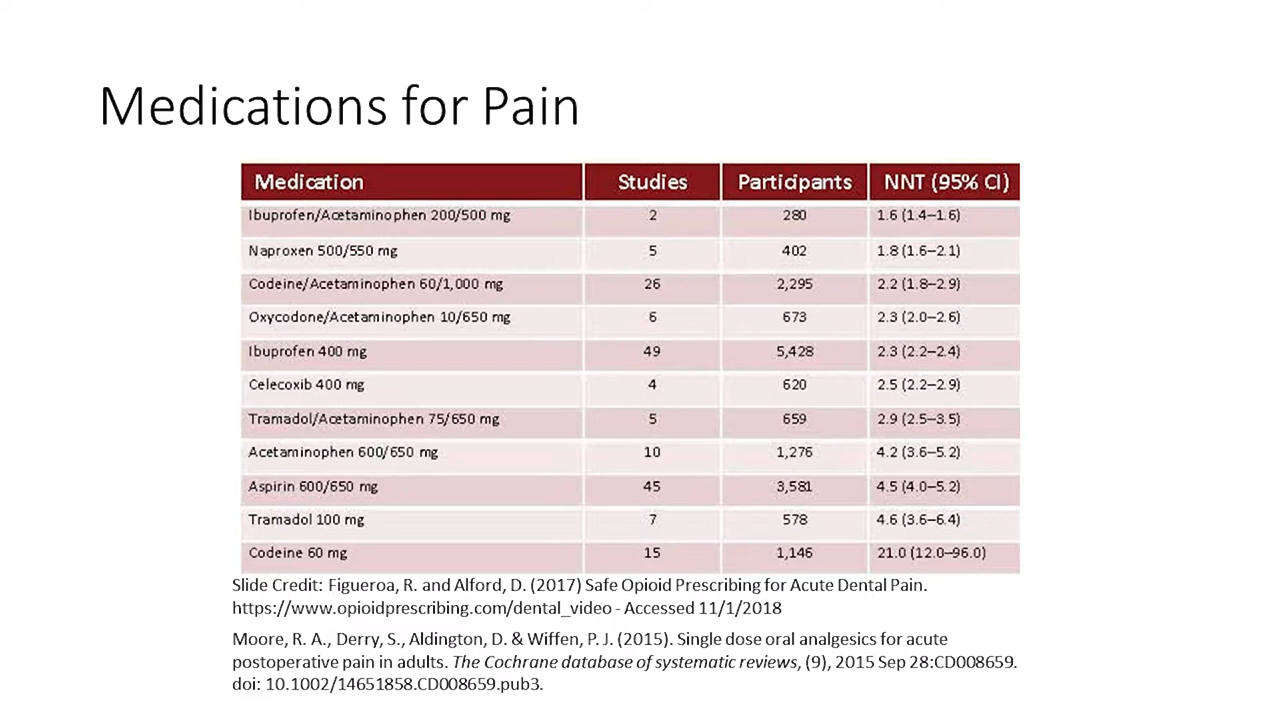 Medications for Pain
Medication Studies Participants NNT (95% CI)
Ibuprofen/Acetaminophen 200/500 mg 2 280 1.6 (1.4–1.6)
Naproxen 500/550 mg 5 402 1.8 (1.6–2.1)
Codeine/Acetaminophen 60/1,000 mg 26 2,295 2.2 (1.8–2.9)
Oxycodone/Acetaminophen 10/650 mg 6 673 2.3 (2.0–2.6)
Ibuprofen 400 mg 49 5,428 2.3 (2.2–2.4)
Celecoxib 400 mg 4 620 2.5 (2.2–2.9)
Tramadol/Acetaminophen 75/650 mg 5 659 2.9 (2.5–3.5)
Acetaminophen 600/650 mg 10 1,276 4.2 (3.6–5.2)
Aspirin 600/650 mg 45 3,581 4.5 (4.0–5.2)
Tramadol 100 mg 7 578 4.6 (3.6–6.4)
Codeine 60 mg 15 1,146 21.0 (12.0–96.0)
Slide Credit: Figueroa, R. and Alford, D. (2017) Safe Opioid Prescribing for Acute Dental Pain.
https://www.opioidprescribing.com/dental_video - Accessed 11/1/2018
Moore, R. A., Derry, S., Aldington, D. & Wiffen, P. J. (2015). Single dose oral analgesics for acute
postoperative pain in adults. The Cochrane database of systematic reviews, (9), 2015 Sep 28:CD008659.
doi: 10.1002/14651858.CD008659.pub3.